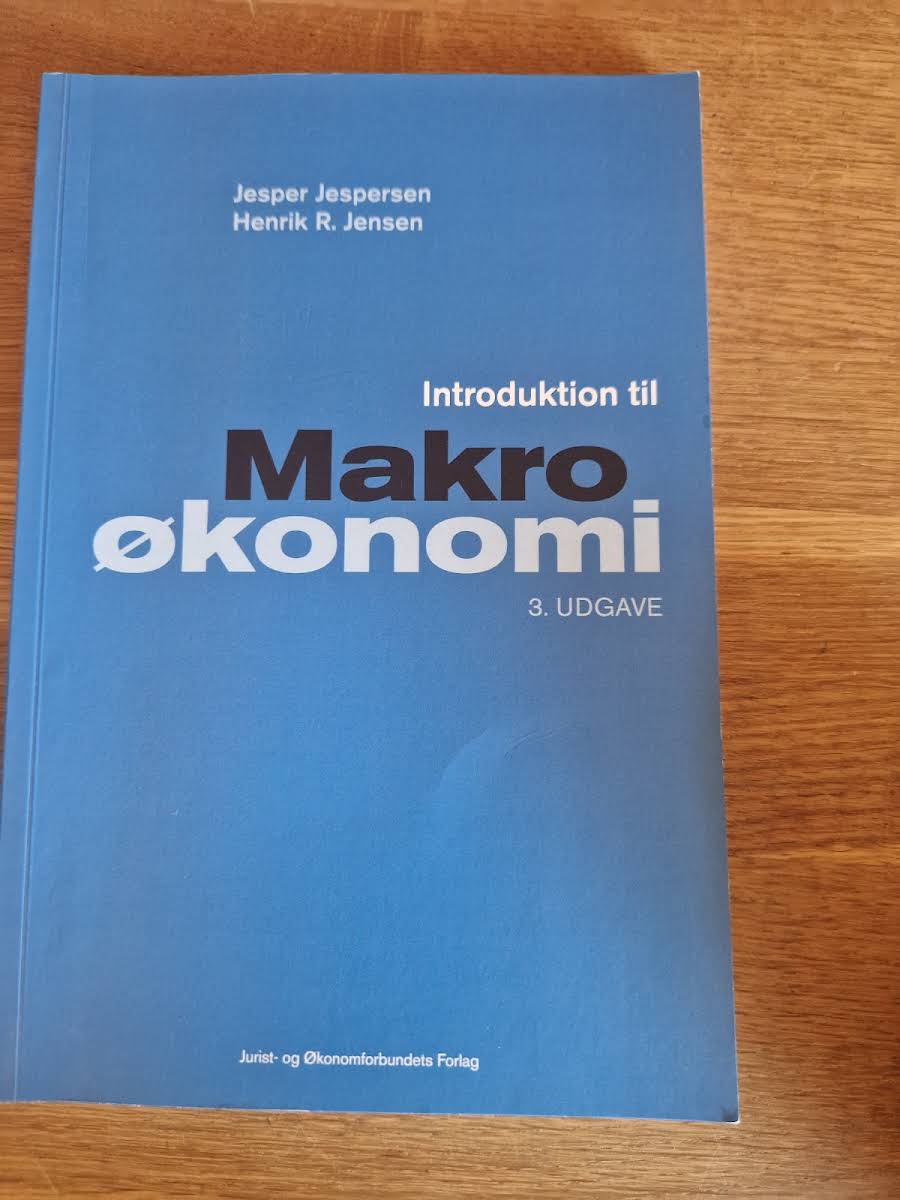 Jesper Jespersen
Henrik R. Jensen
Introduktion til
Makro
økonomi
3. UDGAVE
Jurist- og Økonomforbundets Forlag